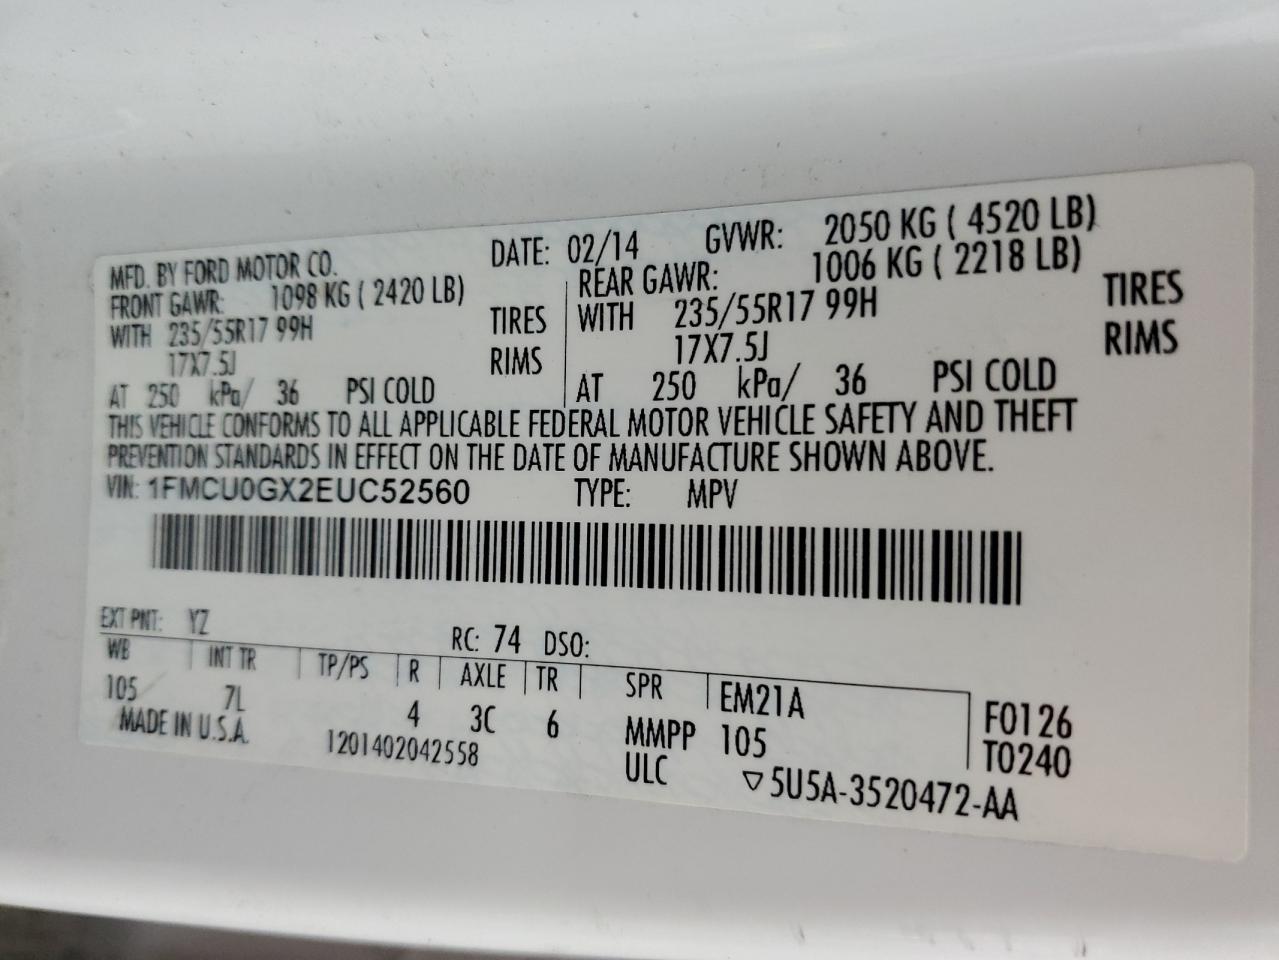 MFD. BY FORD MOTOR CO. DATE: 02/14 GVWR: 2050 KG ( 4520 LB)
FRONT GAWR: 1098 KG ( 2420 LB) REAR GAWR: 1006 KG ( 2218 LB)
WITH 235/55R17 99H TIRES WITH 235/55R17 99H TIRES
17X7.5J RIMS 17X7.5J RIMS
AT 250 kPa/ 36 PSI COLD AT 250 kPa/ 36 PSI COLD
THIS VEHICLE CONFORMS TO ALL APPLICABLE FEDERAL MOTOR VEHICLE SAFETY AND THEFT
PREVENTION STANDARDS IN EFFECT ON THE DATE OF MANUFACTURE SHOWN ABOVE.
VIN: 1FMCU0GX2EUC52560 TYPE: MPV
EXT PNT: YZ RC: 74 DSO:
WB INT TR TP/PS R AXLE TR SPR EM21A F0126
105 7L 4 3C 6 MMPP 105 T0240
MADE IN U.S.A. 1201402042558 ULC ▽5U5A-3520472-AA